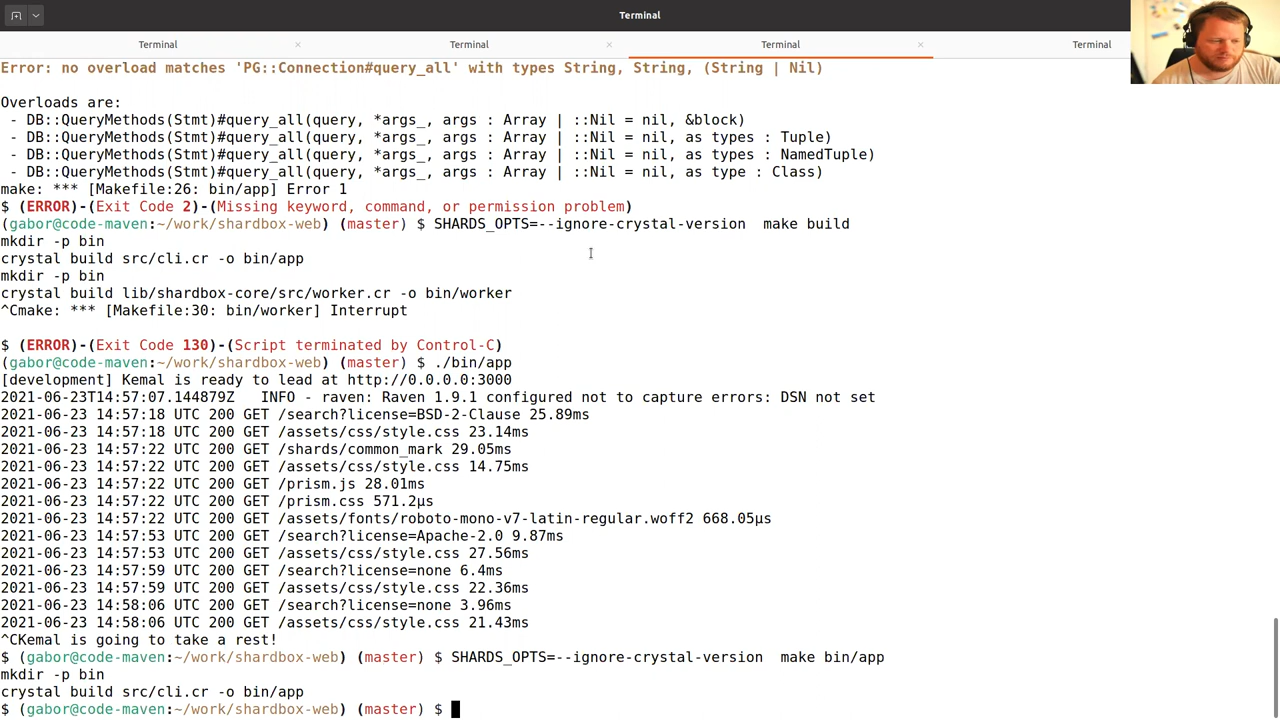 Terminal
Terminal
Terminal
Terminal
Terminal
Error: no overload matches 'PG::Connection#query_all' with types String, String, (String | Nil)
Overloads are:
 - DB::QueryMethods(Stmt)#query_all(query, *args_, args : Array | ::Nil = nil, &block)
 - DB::QueryMethods(Stmt)#query_all(query, *args_, args : Array | ::Nil = nil, as types : Tuple)
 - DB::QueryMethods(Stmt)#query_all(query, *args_, args : Array | ::Nil = nil, as types : NamedTuple)
 - DB::QueryMethods(Stmt)#query_all(query, *args_, args : Array | ::Nil = nil, as type : Class)
make: *** [Makefile:26: bin/app] Error 1
$ (ERROR)-(Exit Code 2)-(Missing keyword, command, or permission problem)
(gabor@code-maven:~/work/shardbox-web) (master) $ SHARDS_OPTS=--ignore-crystal-version  make build
mkdir -p bin
crystal build src/cli.cr -o bin/app
mkdir -p bin
crystal build lib/shardbox-core/src/worker.cr -o bin/worker
^Cmake: *** [Makefile:30: bin/worker] Interrupt
$ (ERROR)-(Exit Code 130)-(Script terminated by Control-C)
(gabor@code-maven:~/work/shardbox-web) (master) $ ./bin/app
[development] Kemal is ready to lead at http://0.0.0.0:3000
2021-06-23T14:57:07.144879Z   INFO - raven: Raven 1.9.1 configured not to capture errors: DSN not set
2021-06-23 14:57:18 UTC 200 GET /search?license=BSD-2-Clause 25.89ms
2021-06-23 14:57:18 UTC 200 GET /assets/css/style.css 23.14ms
2021-06-23 14:57:22 UTC 200 GET /shards/common_mark 29.05ms
2021-06-23 14:57:22 UTC 200 GET /assets/css/style.css 14.75ms
2021-06-23 14:57:22 UTC 200 GET /prism.js 28.01ms
2021-06-23 14:57:22 UTC 200 GET /prism.css 571.2µs
2021-06-23 14:57:22 UTC 200 GET /assets/fonts/roboto-mono-v7-latin-regular.woff2 668.05µs
2021-06-23 14:57:53 UTC 200 GET /search?license=Apache-2.0 9.87ms
2021-06-23 14:57:53 UTC 200 GET /assets/css/style.css 27.56ms
2021-06-23 14:57:59 UTC 200 GET /search?license=none 6.4ms
2021-06-23 14:57:59 UTC 200 GET /assets/css/style.css 22.36ms
2021-06-23 14:58:06 UTC 200 GET /search?license=none 3.96ms
2021-06-23 14:58:06 UTC 200 GET /assets/css/style.css 21.43ms
^CKemal is going to take a rest!
$ (gabor@code-maven:~/work/shardbox-web) (master) $ SHARDS_OPTS=--ignore-crystal-version  make bin/app
mkdir -p bin
crystal build src/cli.cr -o bin/app
$ (gabor@code-maven:~/work/shardbox-web) (master) $